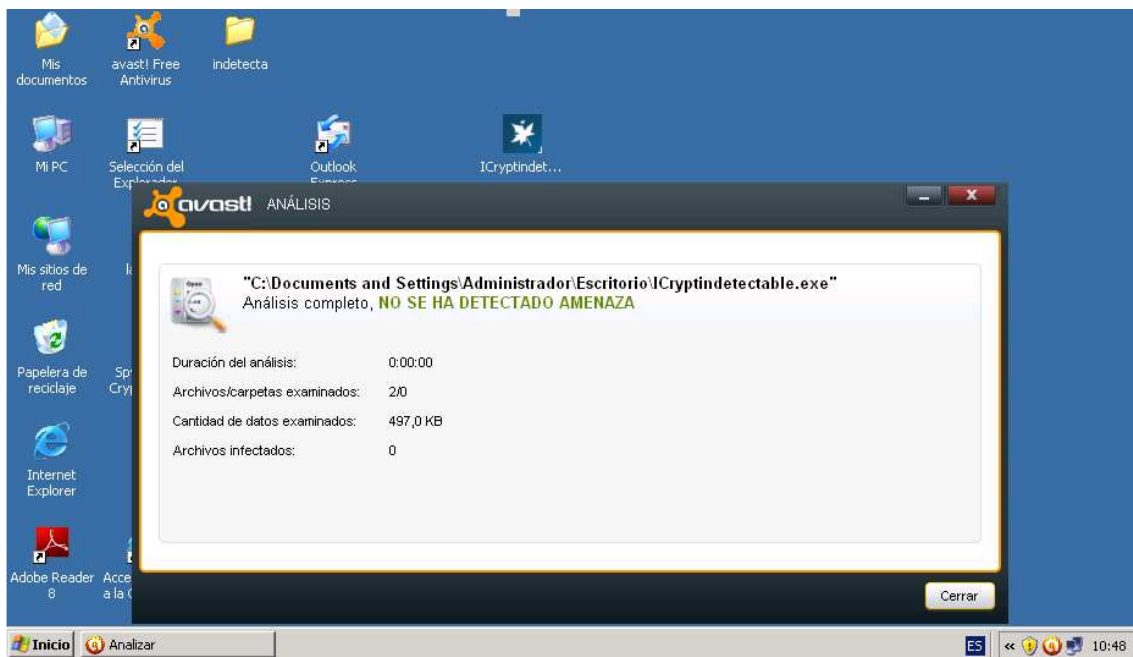 Mis documentos
avast! Free Antivirus
indetecta
Mi PC
Selección del
Outlook
ICryptindet...
avast! ANÁLISIS
"C:\Documents and Settings\Administrador\Escritorio\ICryptindetectable.exe"
Análisis completo, NO SE HA DETECTADO AMENAZA
Duración del análisis: 0:00:00
Archivos/carpetas examinados: 2/0
Cantidad de datos examinados: 497,0 KB
Archivos infectados: 0
Mis sitios de red
Papelera de reciclaje
Internet Explorer
Adobe Reader 8
Acce
a la
Cerrar
Inicio
Analizar
ES
«
10:48